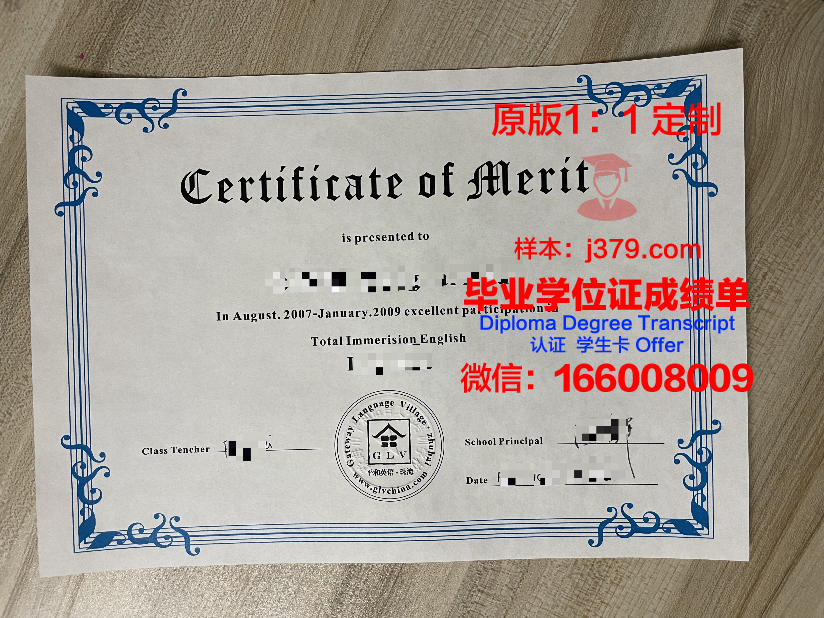 原版1：1 定制
Certificate of Merit
is presented to
样本：j379.com
毕业学位证成绩单
In August. 2007-January.2009 excellent participation in
Diploma Degree Transcript
Total Immerision English
认证 学生卡 Offer
微信：166008009
Gateway Language Village · zhuhai
GLV
www.glvchina.com
Class Tencher
School Principal
Date